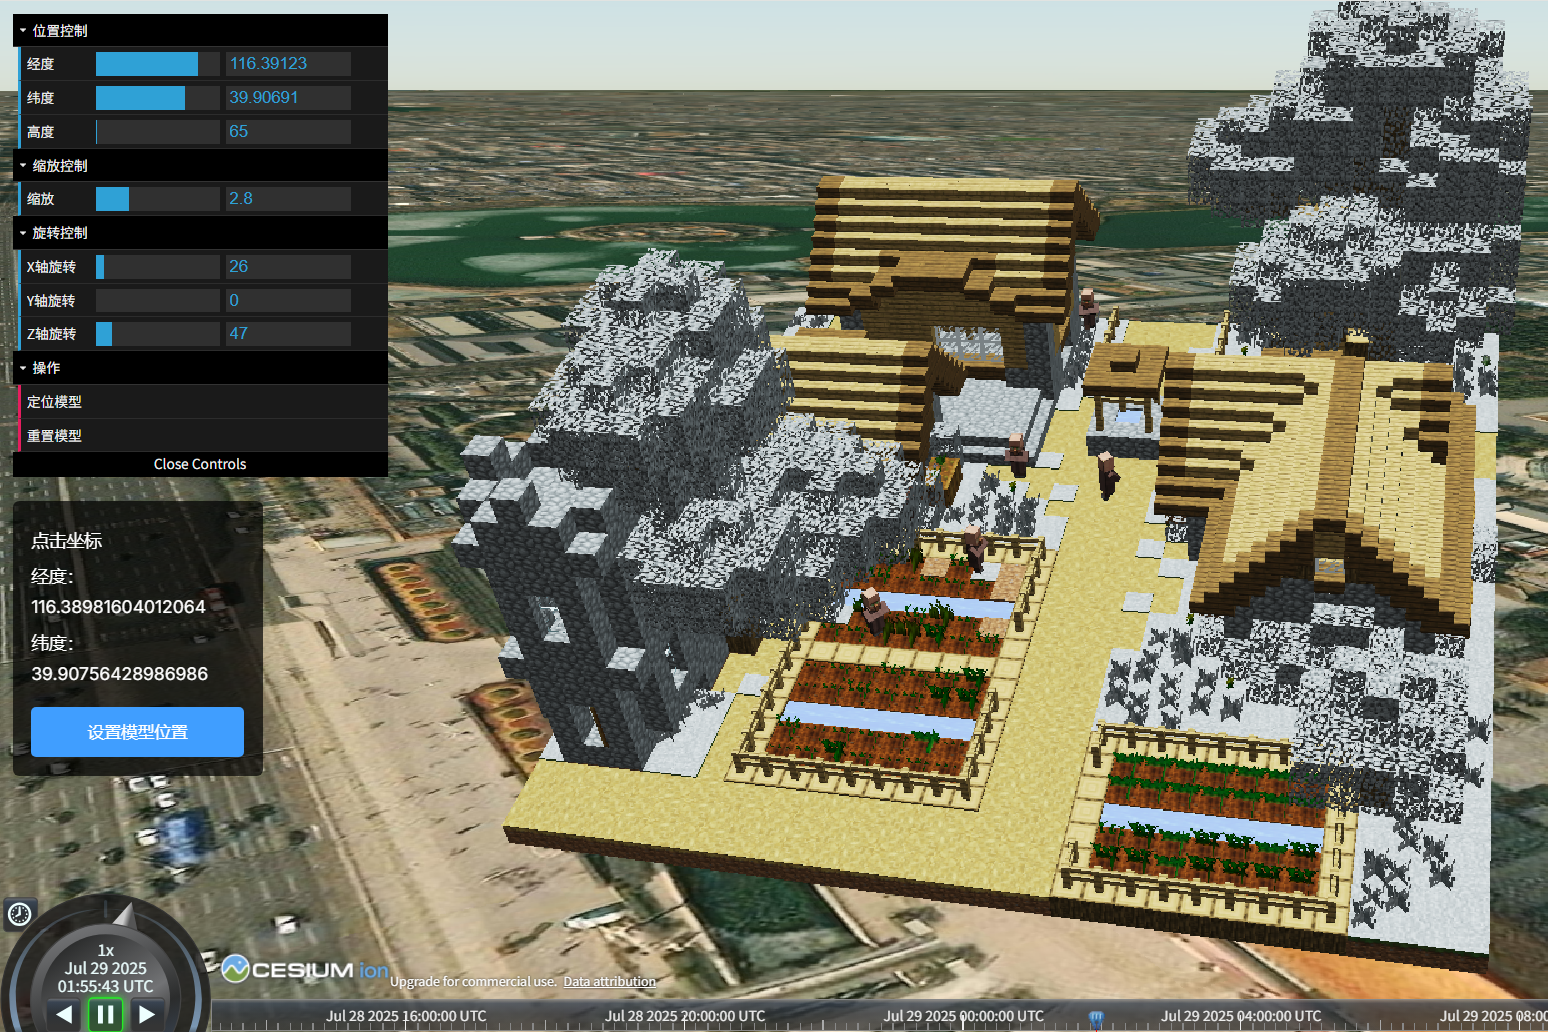 位置控制
经度 116.39123
纬度 39.90691
高度 65
缩放控制
缩放 2.8
旋转控制
X轴旋转 26
Y轴旋转 0
Z轴旋转 47
操作
定位模型
重置模型
Close Controls
点击坐标
经度：
116.38981604012064
纬度：
39.90756428986986
设置模型位置
1x
Jul 29 2025
01:55:43 UTC
CESIUM ion
Upgrade for commercial use. Data attribution
Jul 28 2025 16:00:00 UTC
Jul 28 2025 20:00:00 UTC
Jul 29 2025 00:00:00 UTC
Jul 29 2025 04:00:00 UTC
Jul 29 2025 08:00